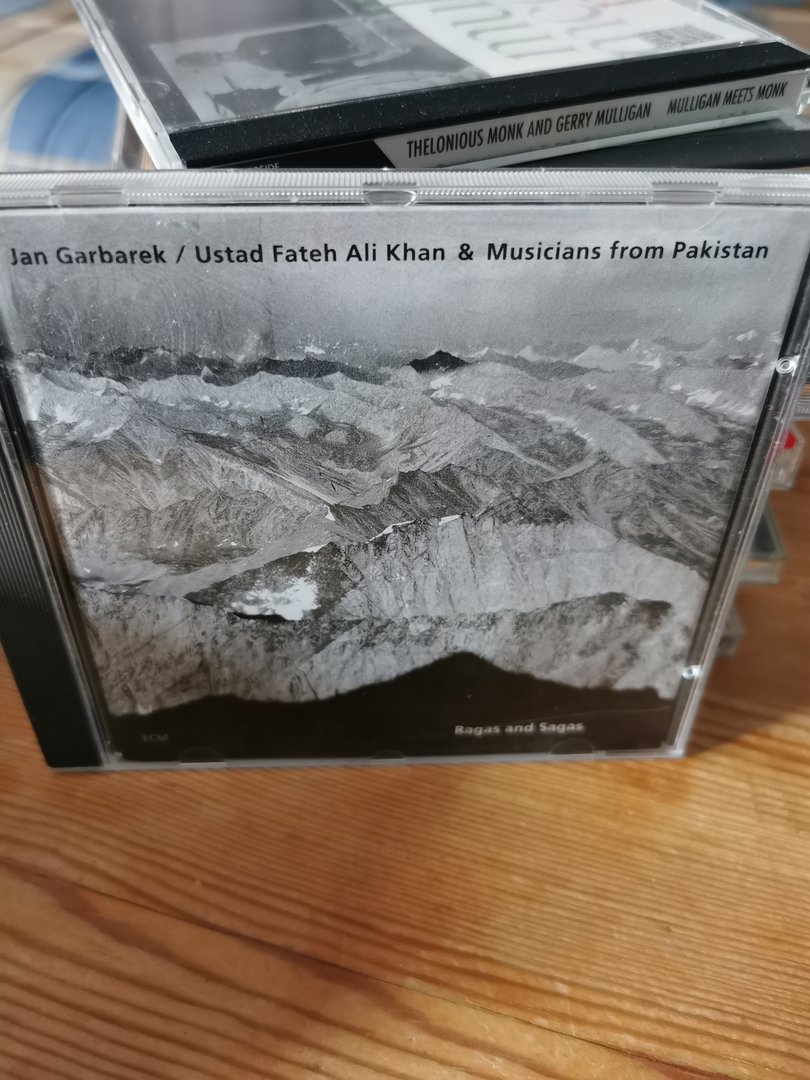 THELONIOUS MONK AND GERRY MULLIGAN MULLIGAN MEETS MONK
Jan Garbarek / Ustad Fateh Ali Khan & Musicians from Pakistan
ECM
Ragas and Sagas